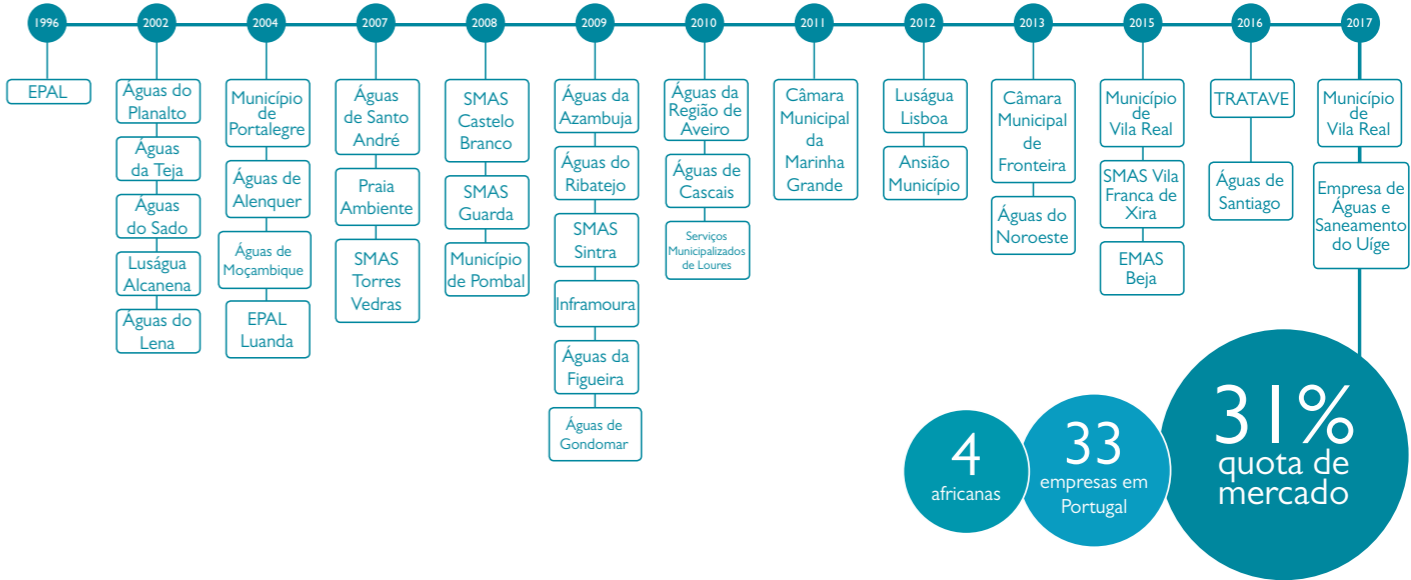 1996
2002
2004
2007
2008
2009
2010
2011
2012
2013
2015
2016
2017
EPAL
Águas do
Planalto
Águas
da Teja
Águas
do Sado
Luságua
Alcanena
Águas do
Lena
Município
de
Portalegre
Águas de
Alenquer
Águas de
Moçambique
EPAL
Luanda
Águas
de Santo
André
Praia
Ambiente
SMAS
Torres
Vedras
SMAS
Castelo
Branco
SMAS
Guarda
Município
de Pombal
Águas da
Azambuja
Águas do
Ribatejo
SMAS
Sintra
Inframoura
Águas da
Figueira
Águas de
Gondomar
Águas da
Região de
Aveiro
Águas de
Cascais
Serviços
Municipalizados
de Loures
Câmara
Municipal
da
Marinha
Grande
Luságua
Lisboa
Ansião
Município
Câmara
Municipal
de
Fronteira
Águas do
Noroeste
Município
de
Vila Real
SMAS Vila
Franca de
Xira
EMAS
Beja
TRATAVE
Águas de
Santiago
Município
de
Vila Real
Empresa de
Águas e
Saneamento
do Uíge
4
africanas
33
empresas em
Portugal
31%
quota de
mercado